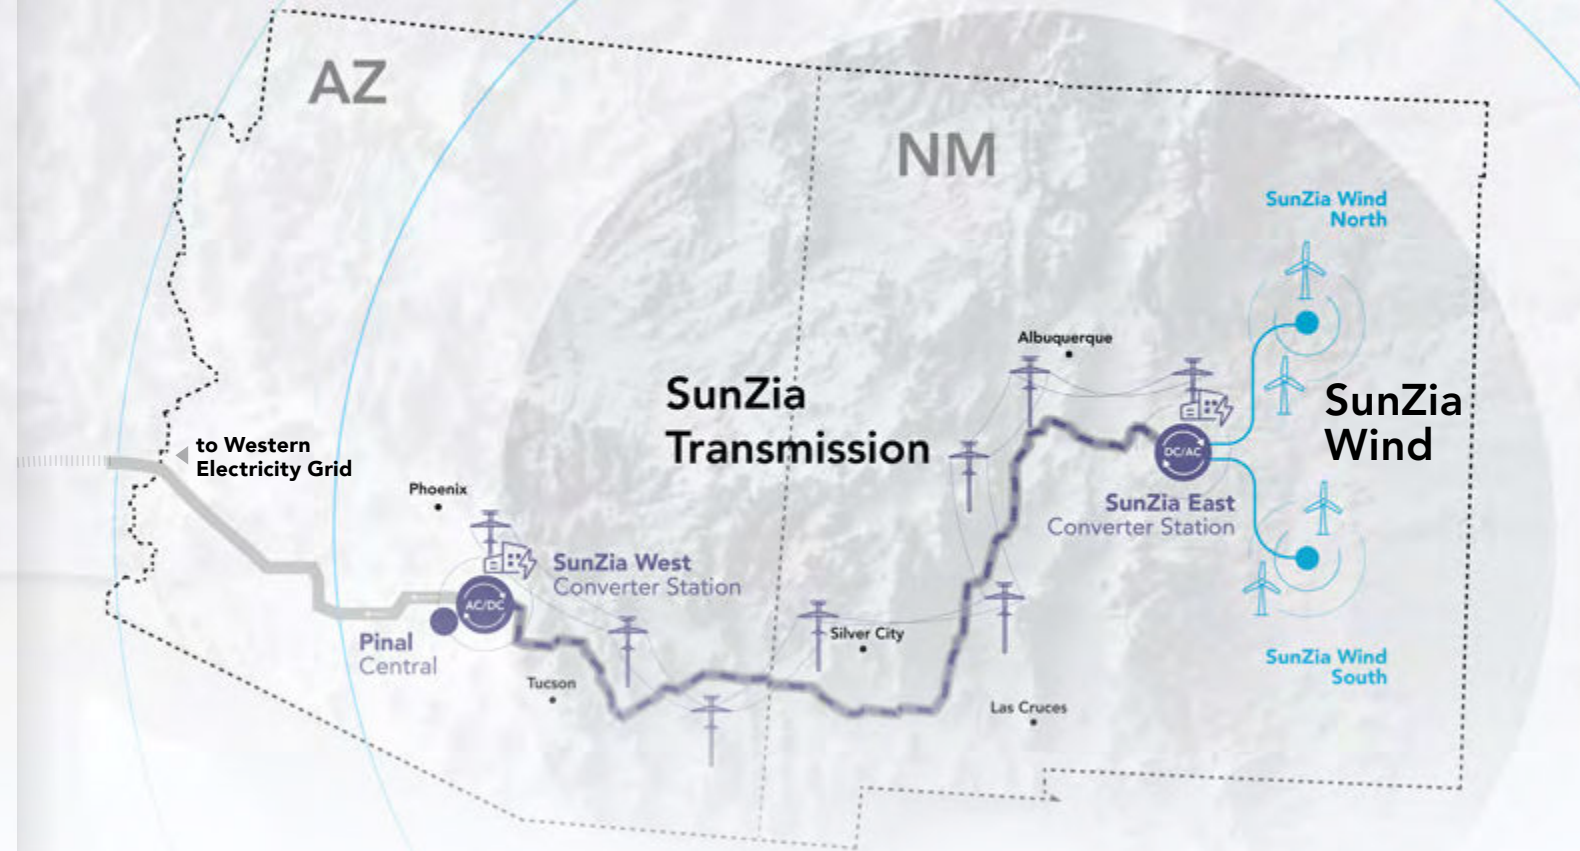 AZ
NM
SunZia Wind
North
Albuquerque
SunZia
Transmission
SunZia
Wind
to Western
Electricity Grid
DC/AC
Phoenix
SunZia East
Converter Station
SunZia West
Converter Station
AC/DC
Pinal
Central
Silver City
SunZia Wind
South
Tucson
Las Cruces